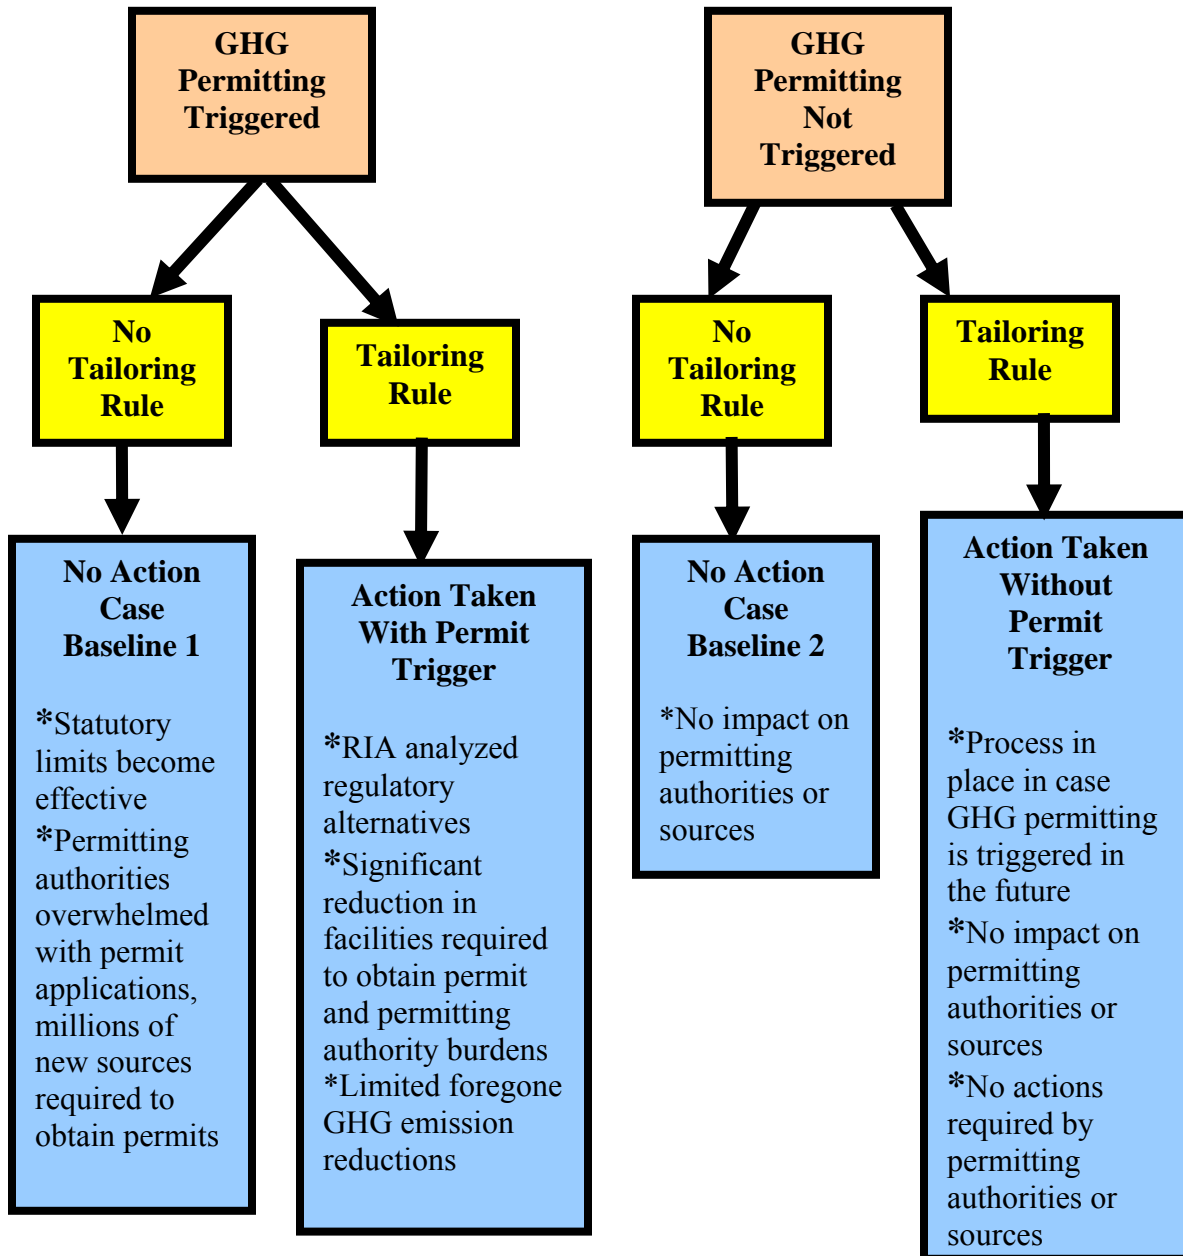 GHG
Permitting
Triggered
GHG
Permitting
Not
Triggered
No
Tailoring
Rule
Tailoring
Rule
No
Tailoring
Rule
Tailoring
Rule
No Action
Case
Baseline 1
*Statutory
limits become
effective
*Permitting
authorities
overwhelmed
with permit
applications,
millions of
new sources
required to
obtain permits
Action Taken
With Permit
Trigger
*RIA analyzed
regulatory
alternatives
*Significant
reduction in
facilities required
to obtain permit
and permitting
authority burdens
*Limited foregone
GHG emission
reductions
No Action
Case
Baseline 2
*No impact on
permitting
authorities or
sources
Action Taken
Without
Permit
Trigger
*Process in
place in case
GHG permitting
is triggered in
the future
*No impact on
permitting
authorities or
sources
*No actions
required by
permitting
authorities or
sources